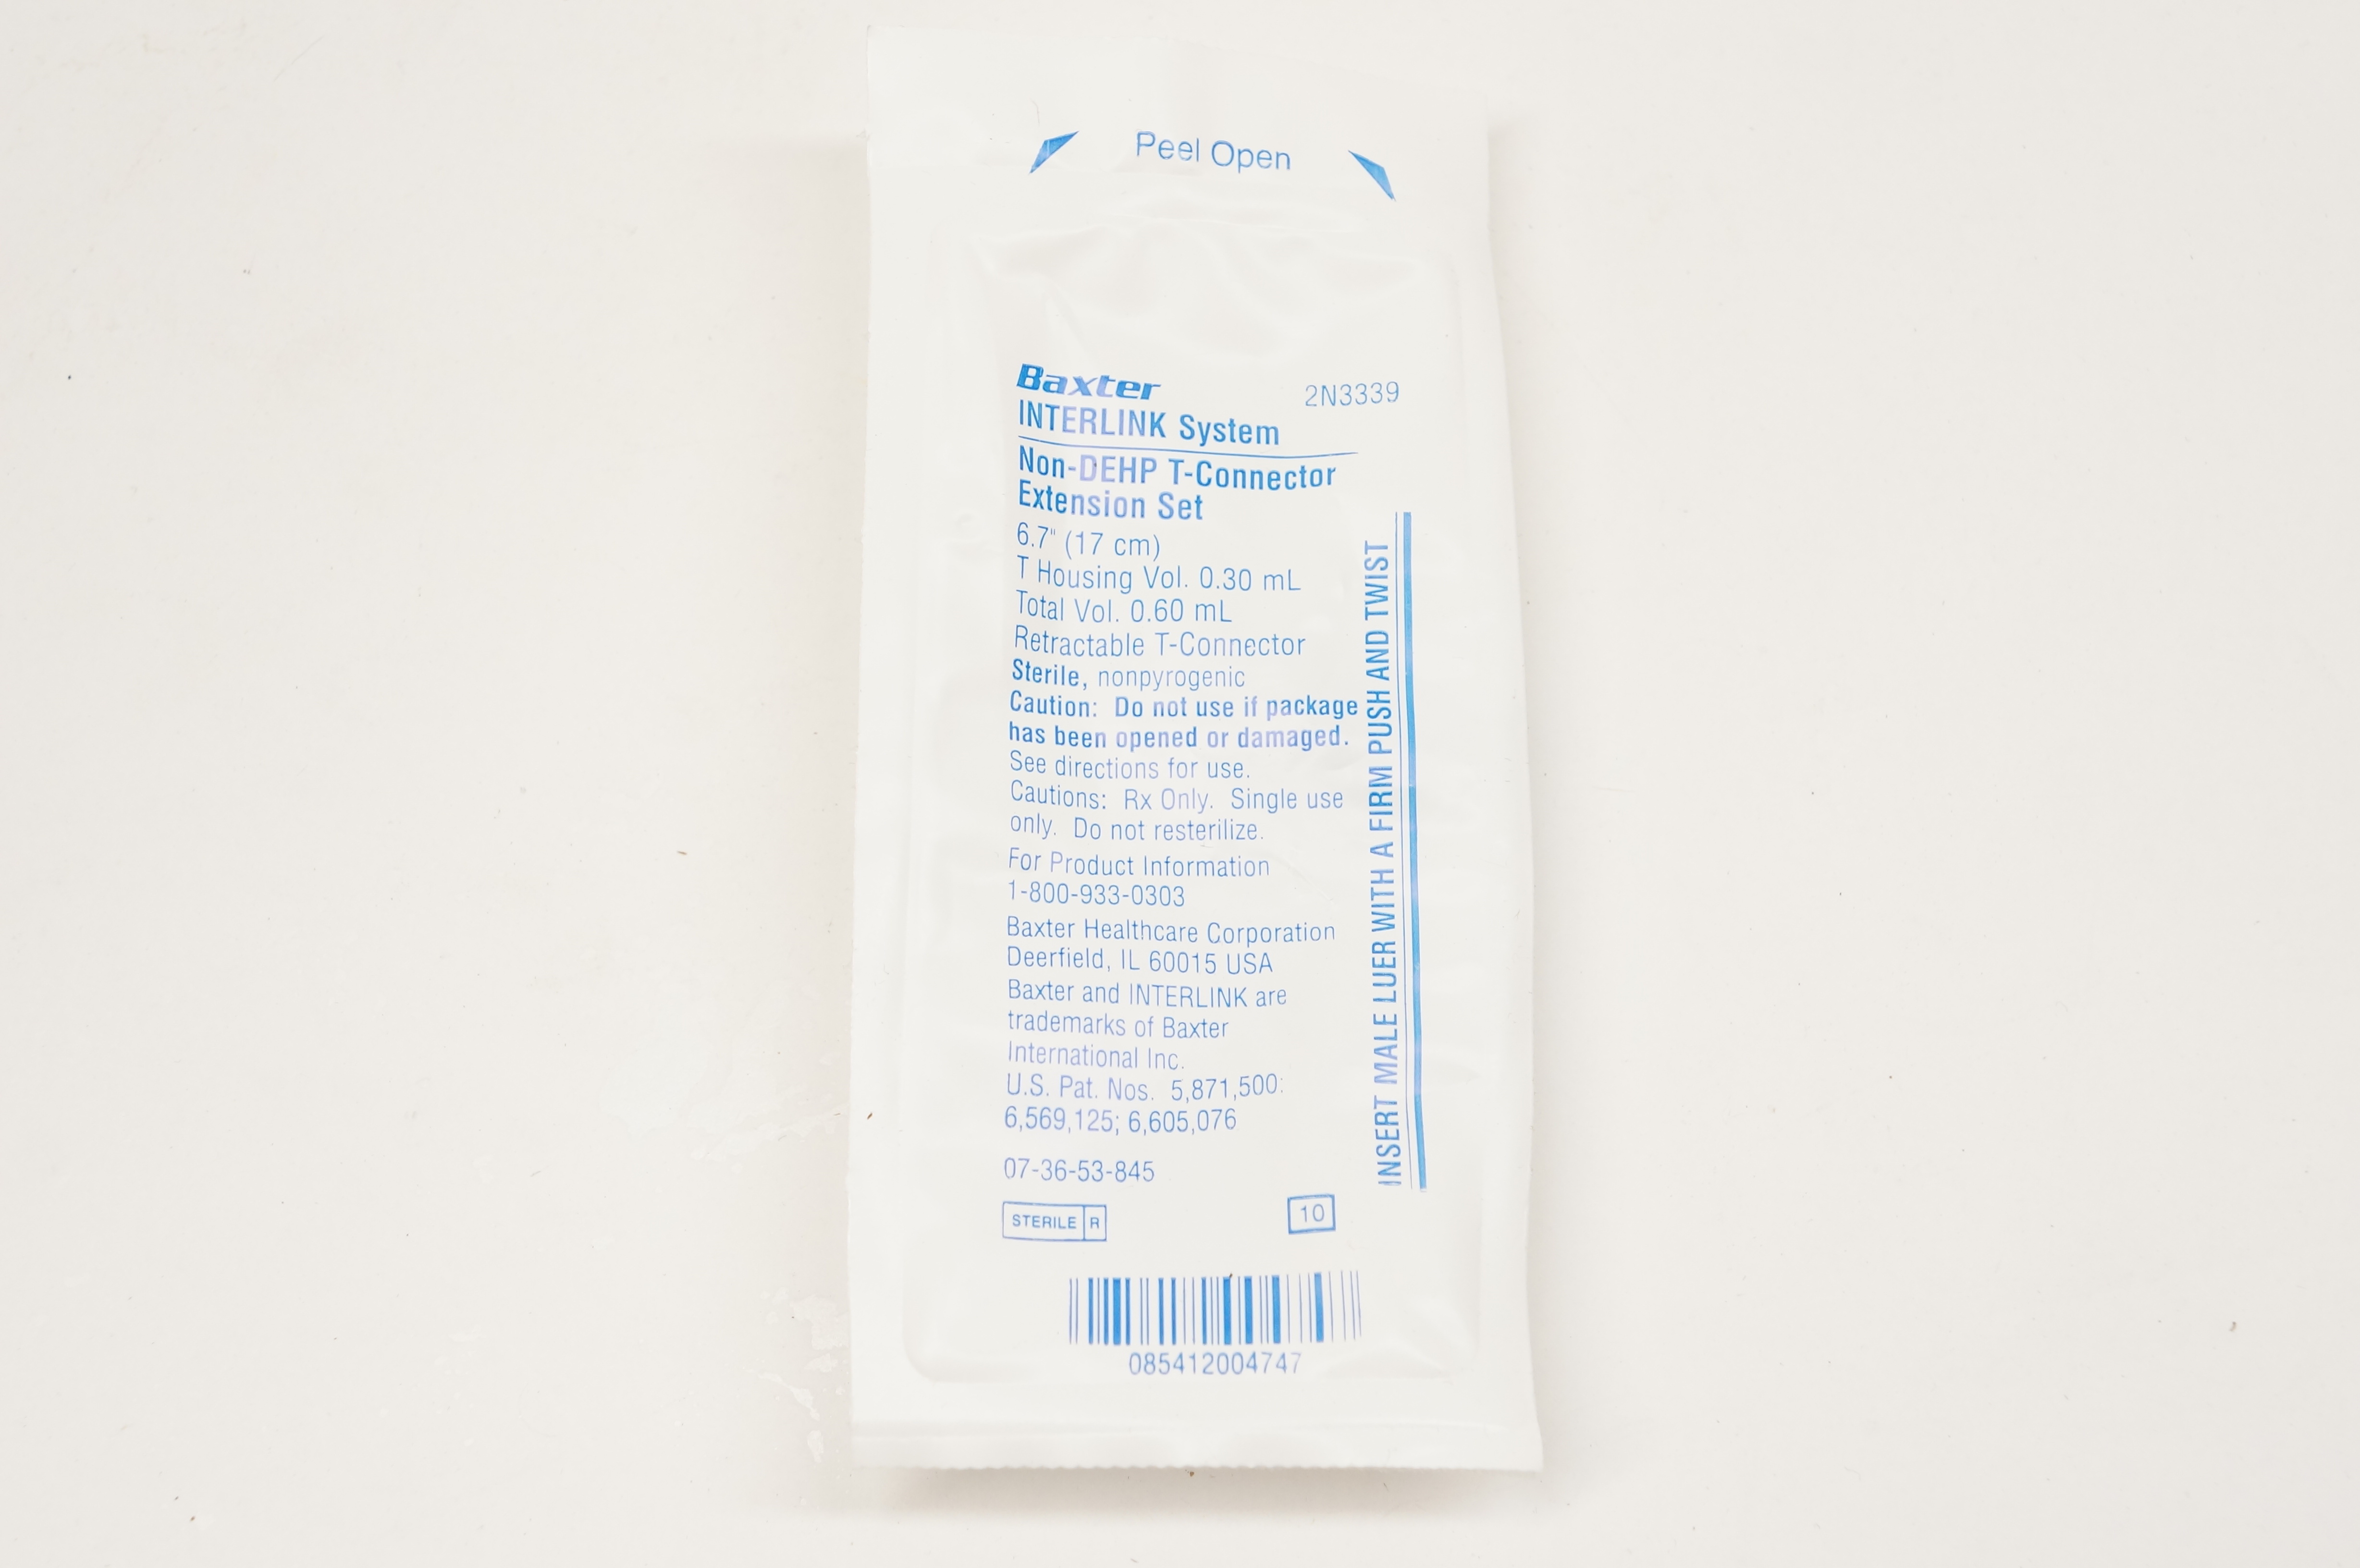 Peel Open
Baxter
2N3339
INTERLINK System
Non-DEHP T-Connector
Extension Set
6.7" (17 cm)
T Housing Vol. 0.30 mL
Total Vol. 0.60 mL
Retractable T-Connector
Sterile, nonpyrogenic
Caution: Do not use if package
has been opened or damaged.
See directions for use.
Cautions: Rx Only. Single use
only. Do not resterilize.
For Product Information
1-800-933-0303
Baxter Healthcare Corporation
Deerfield, IL 60015 USA
Baxter and INTERLINK are
trademarks of Baxter
International Inc.
U.S. Pat. Nos. 5,871,500:
6,569,125; 6,605,076
07-36-53-845
STERILE R
10
085412004747
INSERT MALE LUER WITH A FIRM PUSH AND TWIST